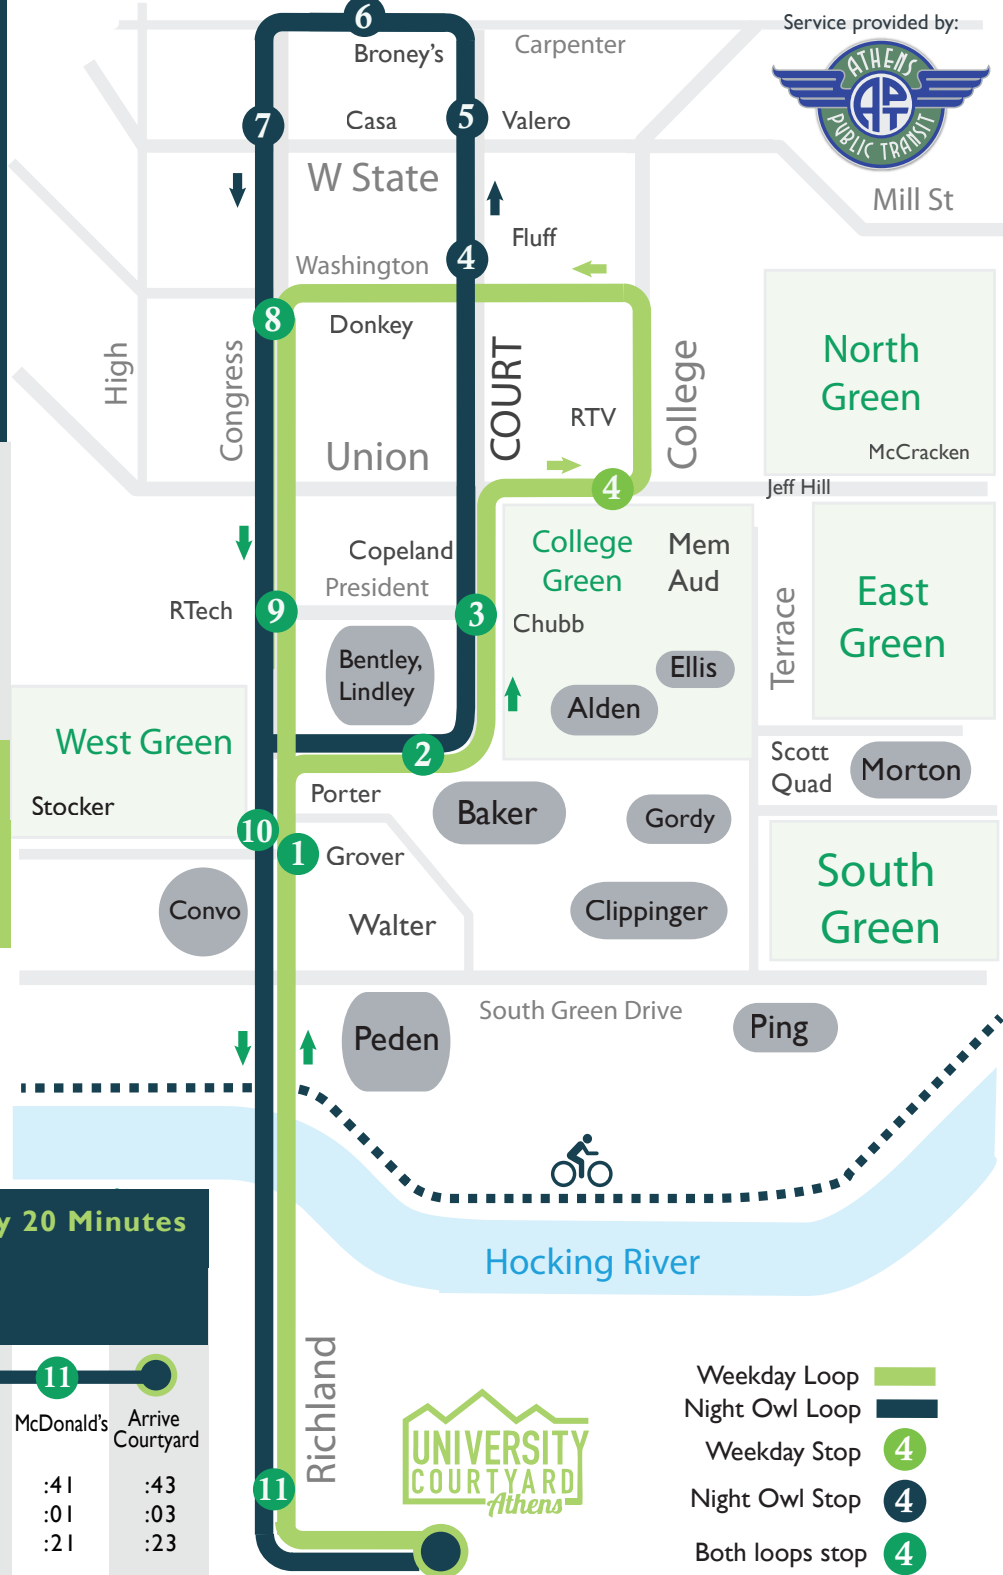 6
Broney's
Carpenter
Service provided by:
ATHENS
APT
PUBLIC TRANSIT
7
Casa
5
Valero
W State
Mill St
Fluff
Washington
4
8
Donkey
North
Green
High
Congress
COURT
College
RTV
Union
McCracken
4
Jeff Hill
College
Green
Mem
Aud
Copeland
President
RTech
9
3
Chubb
Terrace
East
Green
Bentley,
Lindley
Ellis
Alden
West Green
2
Scott
Quad
Morton
Stocker
Porter
Baker
Gordy
10
1
Grover
South
Green
Convo
Walter
Clippinger
South Green Drive
Peden
Ping
y 20 Minutes
Hocking River
Richland
11
McDonald's
Arrive
Courtyard
:41
:43
:01
:03
:21
:23
11
UNIVERSITY
COURTYARD
Athens
Weekday Loop
Night Owl Loop
Weekday Stop
4
Night Owl Stop
4
Both loops stop
4